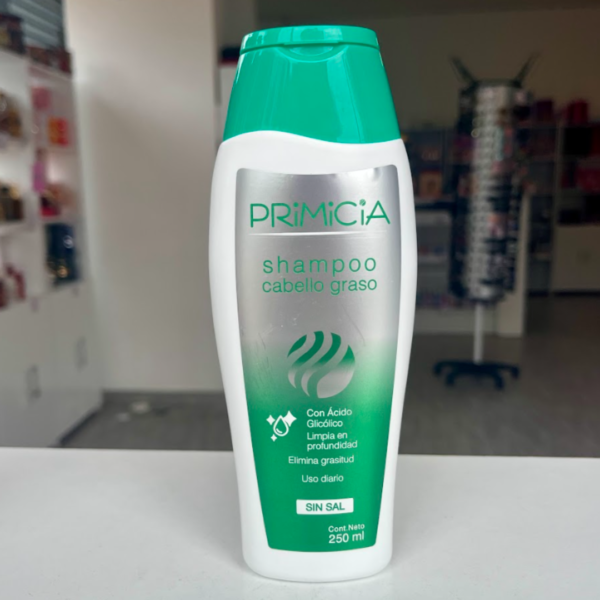 PRiMiCiA
shampoo
cabello graso
Con Ácido
Glicólico
Limpia en
profundidad
Elimina grasitud
Uso diario
SIN SAL
Cont.Neto
250 ml